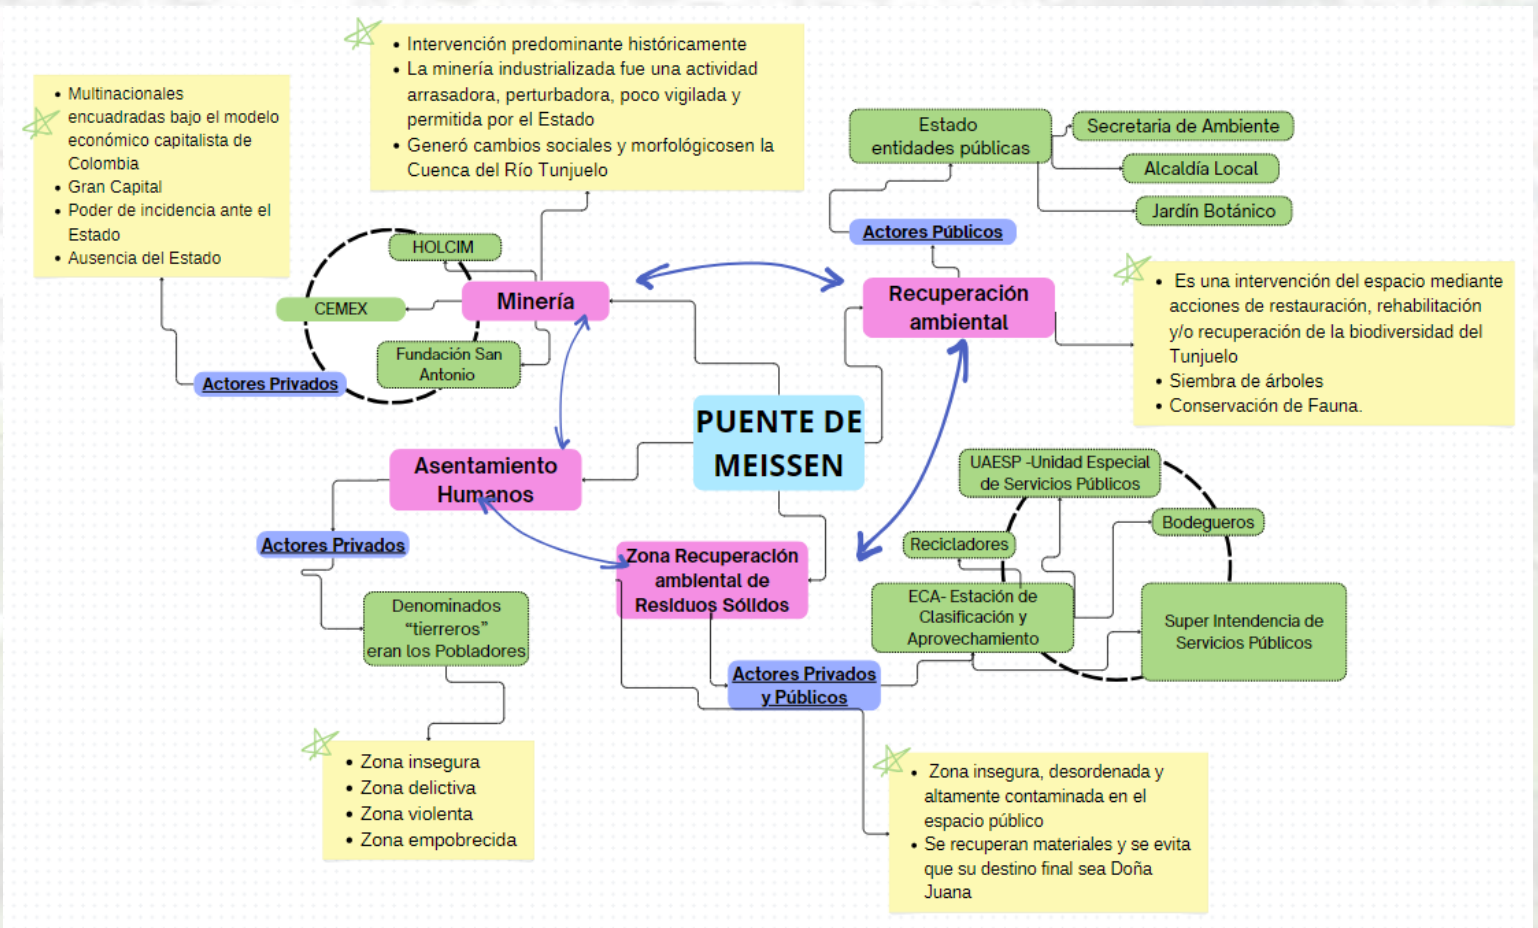 • Intervención predominante históricamente
• La minería industrializada fue una actividad
arrasadora, perturbadora, poco vigilada y
permitida por el Estado
• Generó cambios sociales y morfológicosen la
Cuenca del Río Tunjuelo
• Multinacionales
encuadradas bajo el modelo
económico capitalista de
Colombia
• Gran Capital
• Poder de incidencia ante el
Estado
• Ausencia del Estado
HOLCIM
CEMEX
Fundación San
Antonio
Minería
Actores Privados
Estado
entidades públicas
Secretaria de Ambiente
Alcaldía Local
Jardín Botánico
Actores Públicos
Recuperación
ambiental
• Es una intervención del espacio mediante
acciones de restauración, rehabilitación
y/o recuperación de la biodiversidad del
Tunjuelo
• Siembra de árboles
• Conservación de Fauna.
PUENTE DE
MEISSEN
Asentamiento
Humanos
Actores Privados
Denominados
“tierreros”
eran los Pobladores
• Zona insegura
• Zona delictiva
• Zona violenta
• Zona empobrecida
Zona Recuperación
ambiental de
Residuos Sólidos
Actores Privados
y Públicos
UAESP -Unidad Especial
de Servicios Públicos
Bodegueros
Recicladores
ECA- Estación de
Clasificación y
Aprovechamiento
Super Intendencia de
Servicios Públicos
• Zona insegura, desordenada y
altamente contaminada en el
espacio público
• Se recuperan materiales y se evita
que su destino final sea Doña
Juana